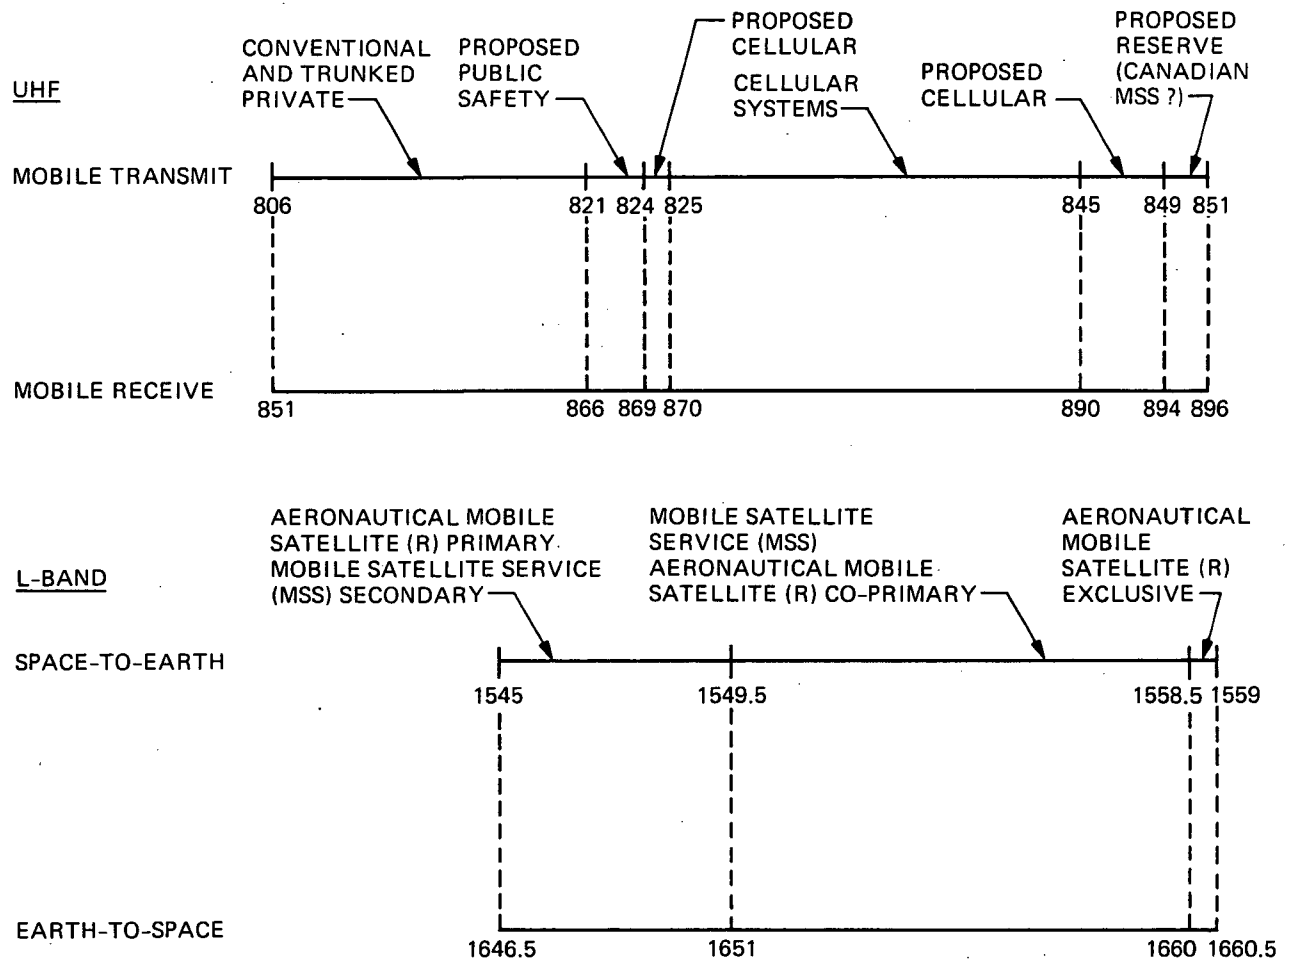 CONVENTIONAL
AND TRUNKED
PRIVATE
PROPOSED
PUBLIC
SAFETY
PROPOSED
CELLULAR
CELLULAR
SYSTEMS
PROPOSED
CELLULAR
PROPOSED
RESERVE
(CANADIAN
MSS ?)
UHF
MOBILE TRANSMIT
806 821 824 825 845 849 851
MOBILE RECEIVE
851 866 869 870 890 894 896
AERONAUTICAL MOBILE
SATELLITE (R) PRIMARY
MOBILE SATELLITE SERVICE
(MSS) SECONDARY
MOBILE SATELLITE
SERVICE (MSS)
AERONAUTICAL MOBILE
SATELLITE (R) CO-PRIMARY
AERONAUTICAL
MOBILE
SATELLITE (R)
EXCLUSIVE
L-BAND
SPACE-TO-EARTH
1545 1549.5 1558.5 1559
EARTH-TO-SPACE
1646.5 1651 1660 1660.5